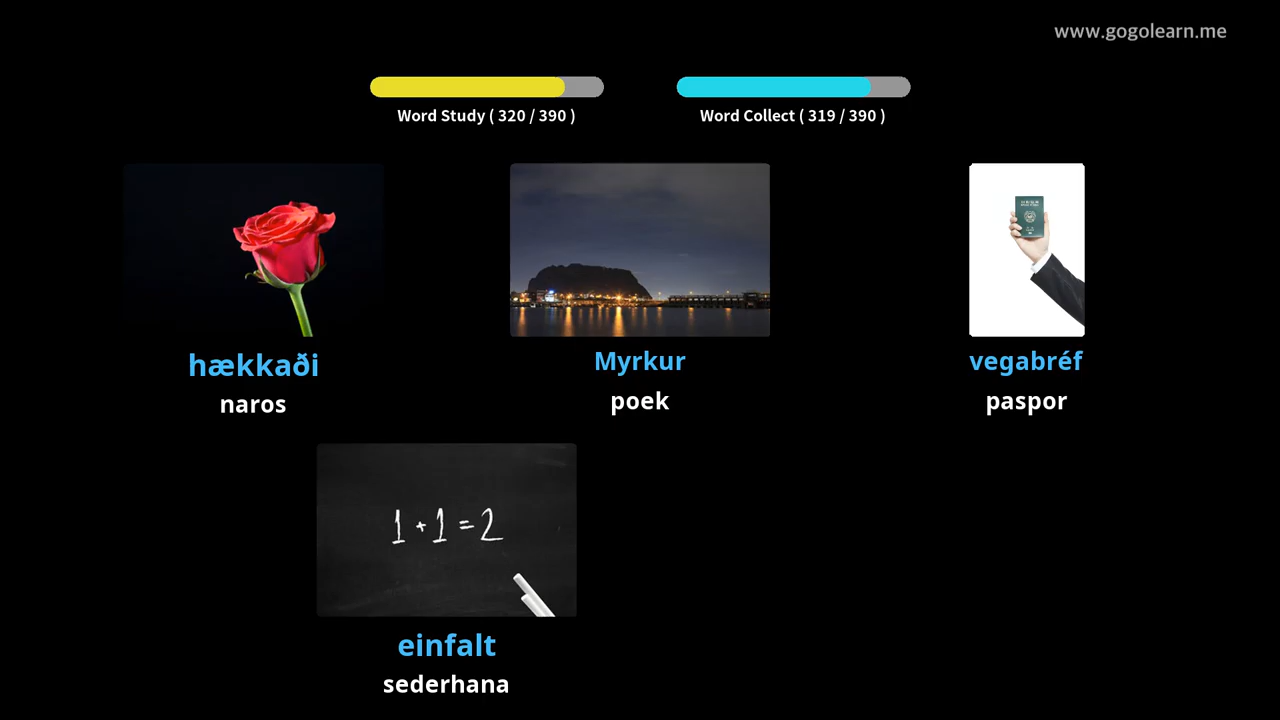 www.gogolearn.me
Word Study ( 320 / 390 )
Word Collect ( 319 / 390 )
hækkaði
naros
Myrkur
poek
vegabréf
paspor
1 + 1 = 2
einfalt
sederhana